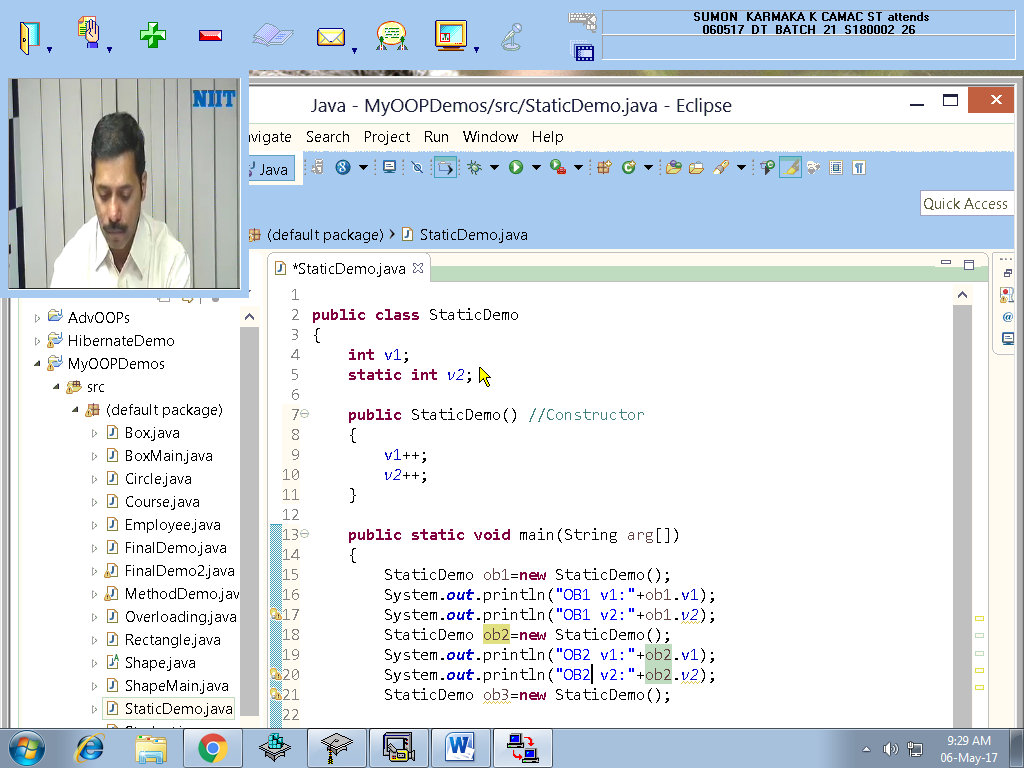 SUMON KARMAKA K CAMAC ST attends
060517 DT BATCH 21 S180002 26
NIIT
Java - MyOOPDemos/src/StaticDemo.java - Eclipse
avigate Search Project Run Window Help
Java
Quick Access
(default package) StaticDemo.java
*StaticDemo.java
AdvOOPs
HibernateDemo
MyOOPDemos
src
(default package)
Box.java
BoxMain.java
Circle.java
Course.java
Employee.java
FinalDemo.java
FinalDemo2.java
MethodDemo.jav
Overloading.java
Rectangle.java
Shape.java
ShapeMain.java
StaticDemo.java
1
2 public class StaticDemo
3 {
4 int v1;
5 static int v2;
6
7 public StaticDemo() //Constructor
8 {
9 v1++;
10 v2++;
11 }
12
13 public static void main(String arg[])
14 {
15 StaticDemo ob1=new StaticDemo();
16 System.out.println("OB1 v1:"+ob1.v1);
17 System.out.println("OB1 v2:"+ob1.v2);
18 StaticDemo ob2=new StaticDemo();
19 System.out.println("OB2 v1:"+ob2.v1);
20 System.out.println("OB2 v2:"+ob2.v2);
21 StaticDemo ob3=new StaticDemo();
22
9:29 AM
06-May-17